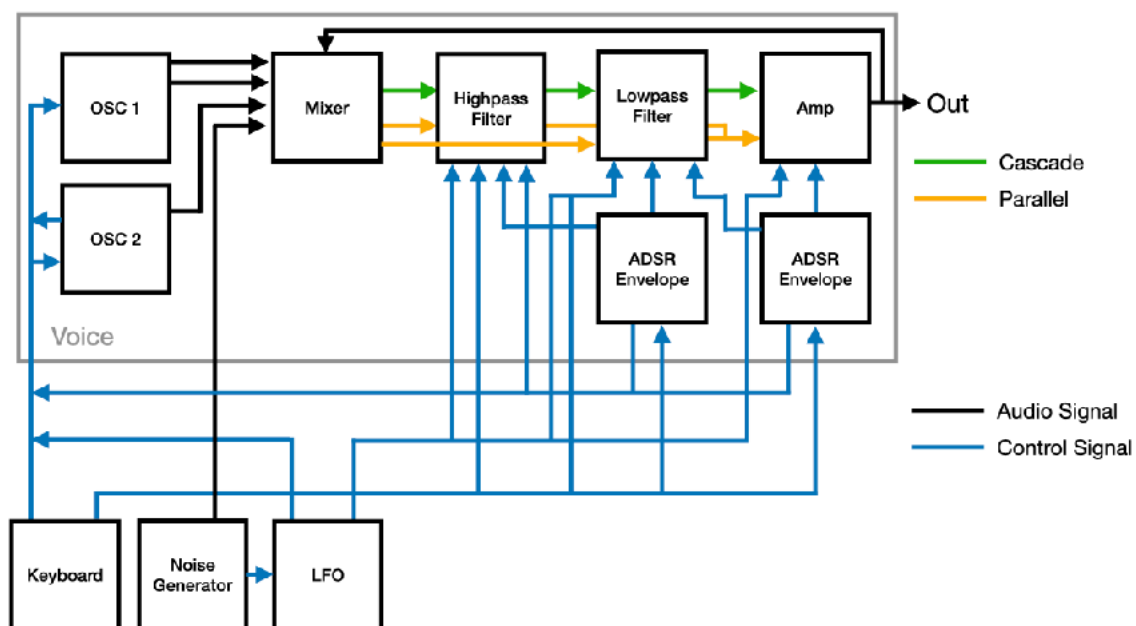 OSC 1
Mixer
Highpass
Filter
Lowpass
Filter
Amp
Out
Cascade
Parallel
OSC 2
ADSR
Envelope
ADSR
Envelope
Voice
Audio Signal
Control Signal
Keyboard
Noise
Generator
LFO